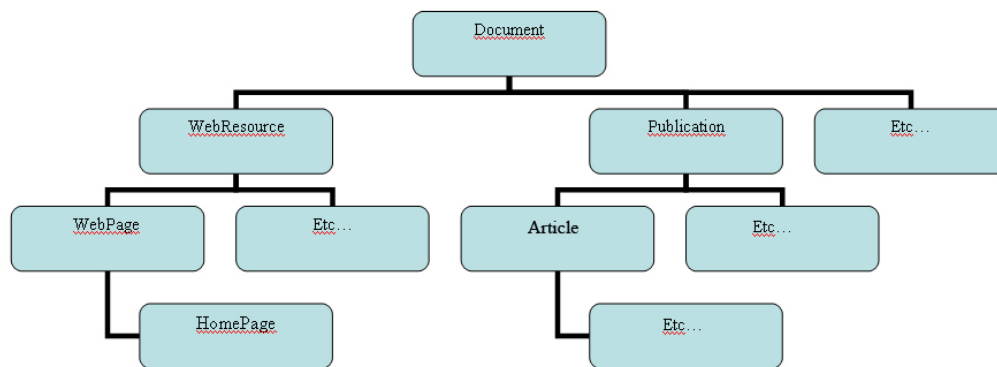 Document
WebResource
Publication
Etc…
WebPage
Etc…
Article
Etc…
HomePage
Etc…